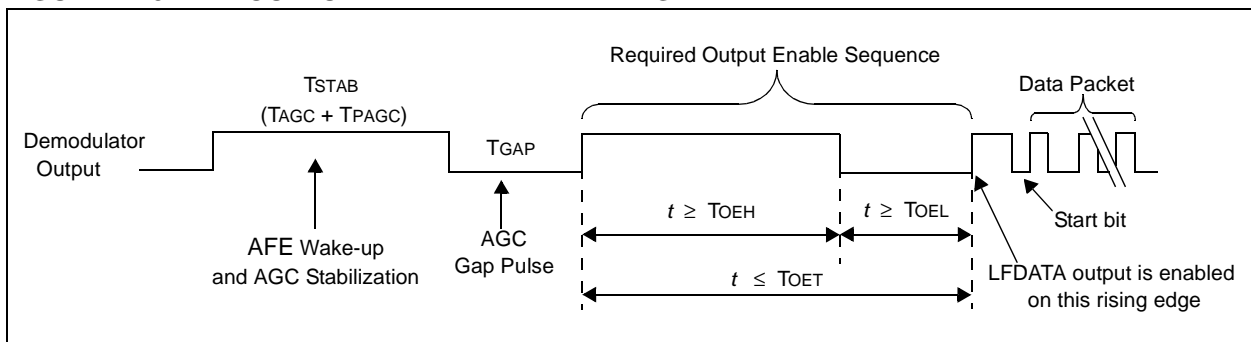 Required Output Enable Sequence
Data Packet
TSTAB
(TAGC + TPAGC)
Demodulator
Output
TGAP
t ≥ TOEH
t ≥ TOEL
Start bit
AFE Wake-up
and AGC Stabilization
AGC
Gap Pulse
t ≤ TOET
LFDATA output is enabled
on this rising edge